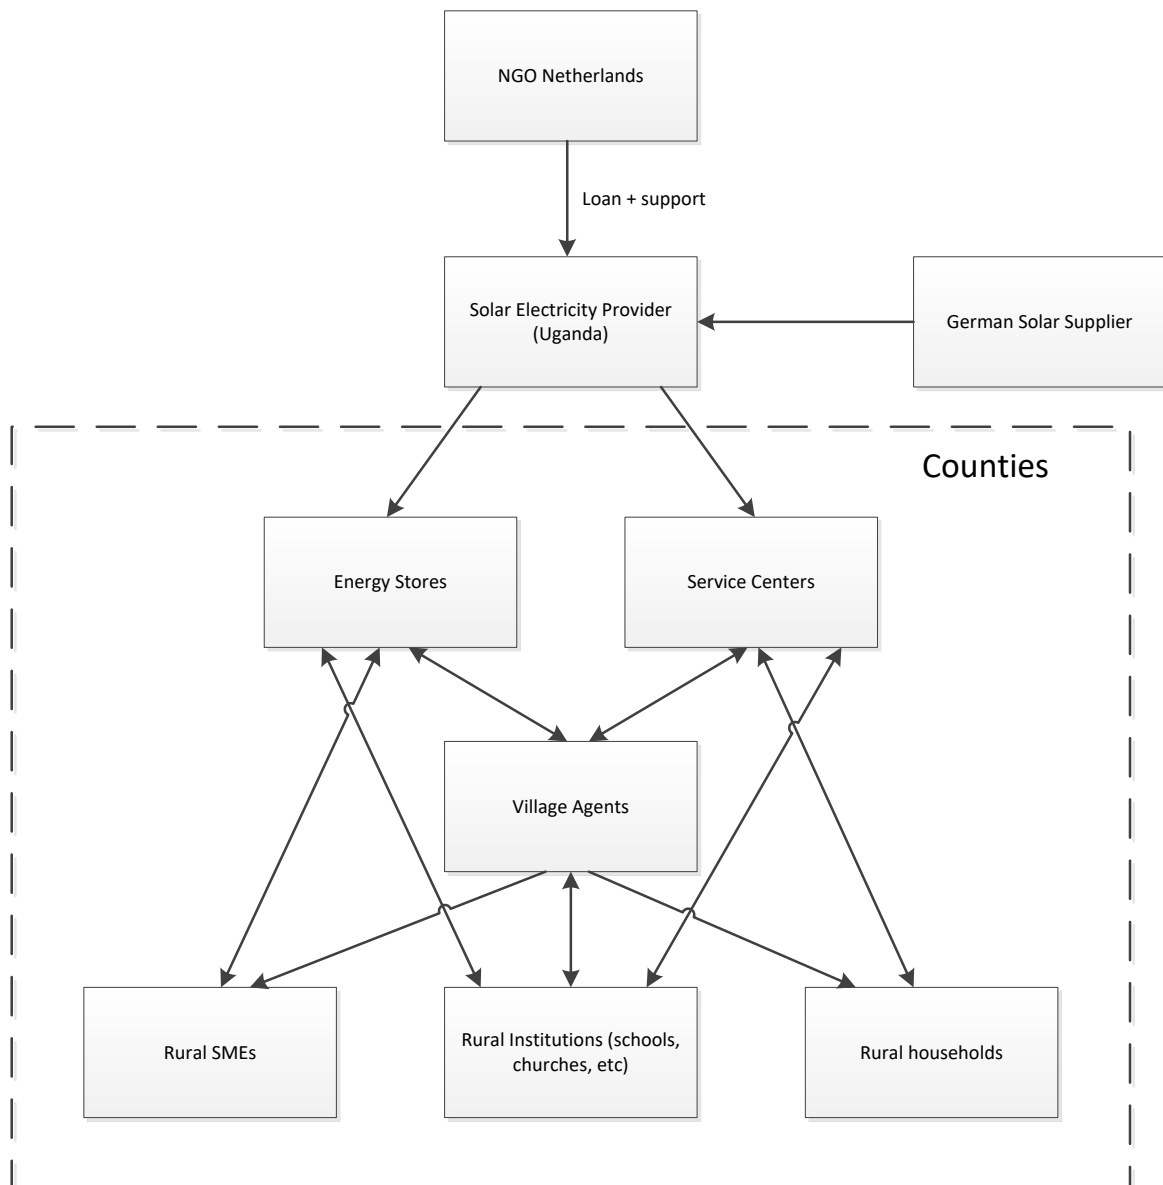 NGO Netherlands
Loan + support
Solar Electricity Provider
(Uganda)
German Solar Supplier
Counties
Energy Stores
Service Centers
Village Agents
Rural SMEs
Rural Institutions (schools,
churches, etc)
Rural households